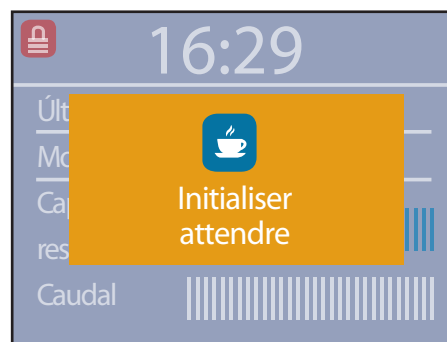 16:29
Últ
Mo
Initialiser
attendre
Cap
res
Caudal